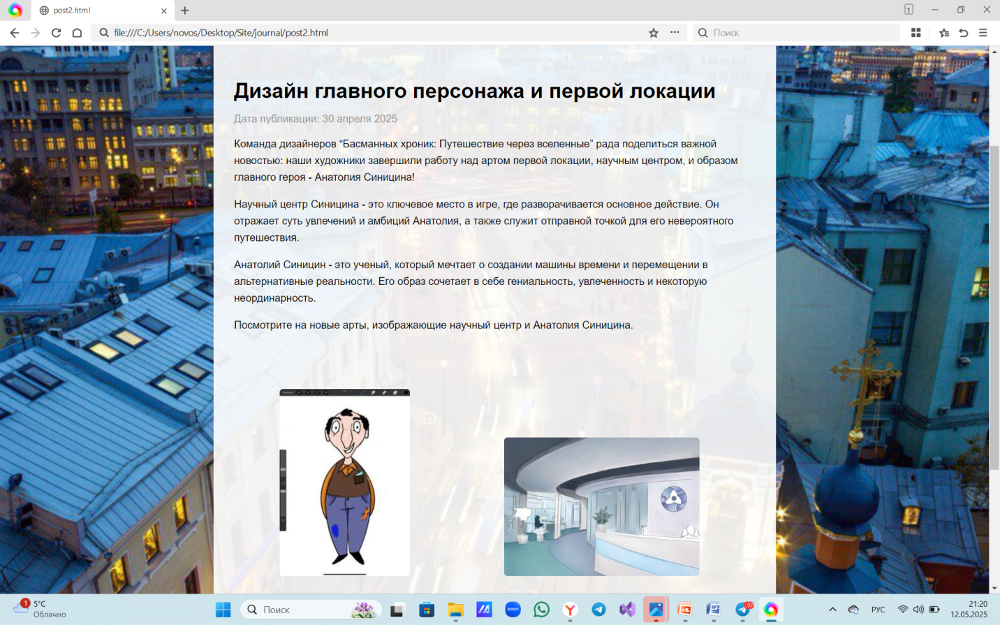 post2.html
1
file:///C:/Users/novos/Desktop/Site/journal/post2.html
Поиск
Дизайн главного персонажа и первой локации
Дата публикации: 30 апреля 2025
Команда дизайнеров “Басманных хроник: Путешествие через вселенные” рада поделиться важной
новостью: наши художники завершили работу над артом первой локации, научным центром, и образом
главного героя - Анатолия Синицина!
Научный центр Синицина - это ключевое место в игре, где разворачивается основное действие. Он
отражает суть увлечений и амбиций Анатолия, а также служит отправной точкой для его невероятного
путешествия.
Анатолий Синицин - это ученый, который мечтает о создании машины времени и перемещении в
альтернативные реальности. Его образ сочетает в себе гениальность, увлеченность и некоторую
неординарность.
Посмотрите на новые арты, изображающие научный центр и Анатолия Синицина.
1
5°C
Облачно
Поиск
zoom
97
РУС
21:20
12.05.2025